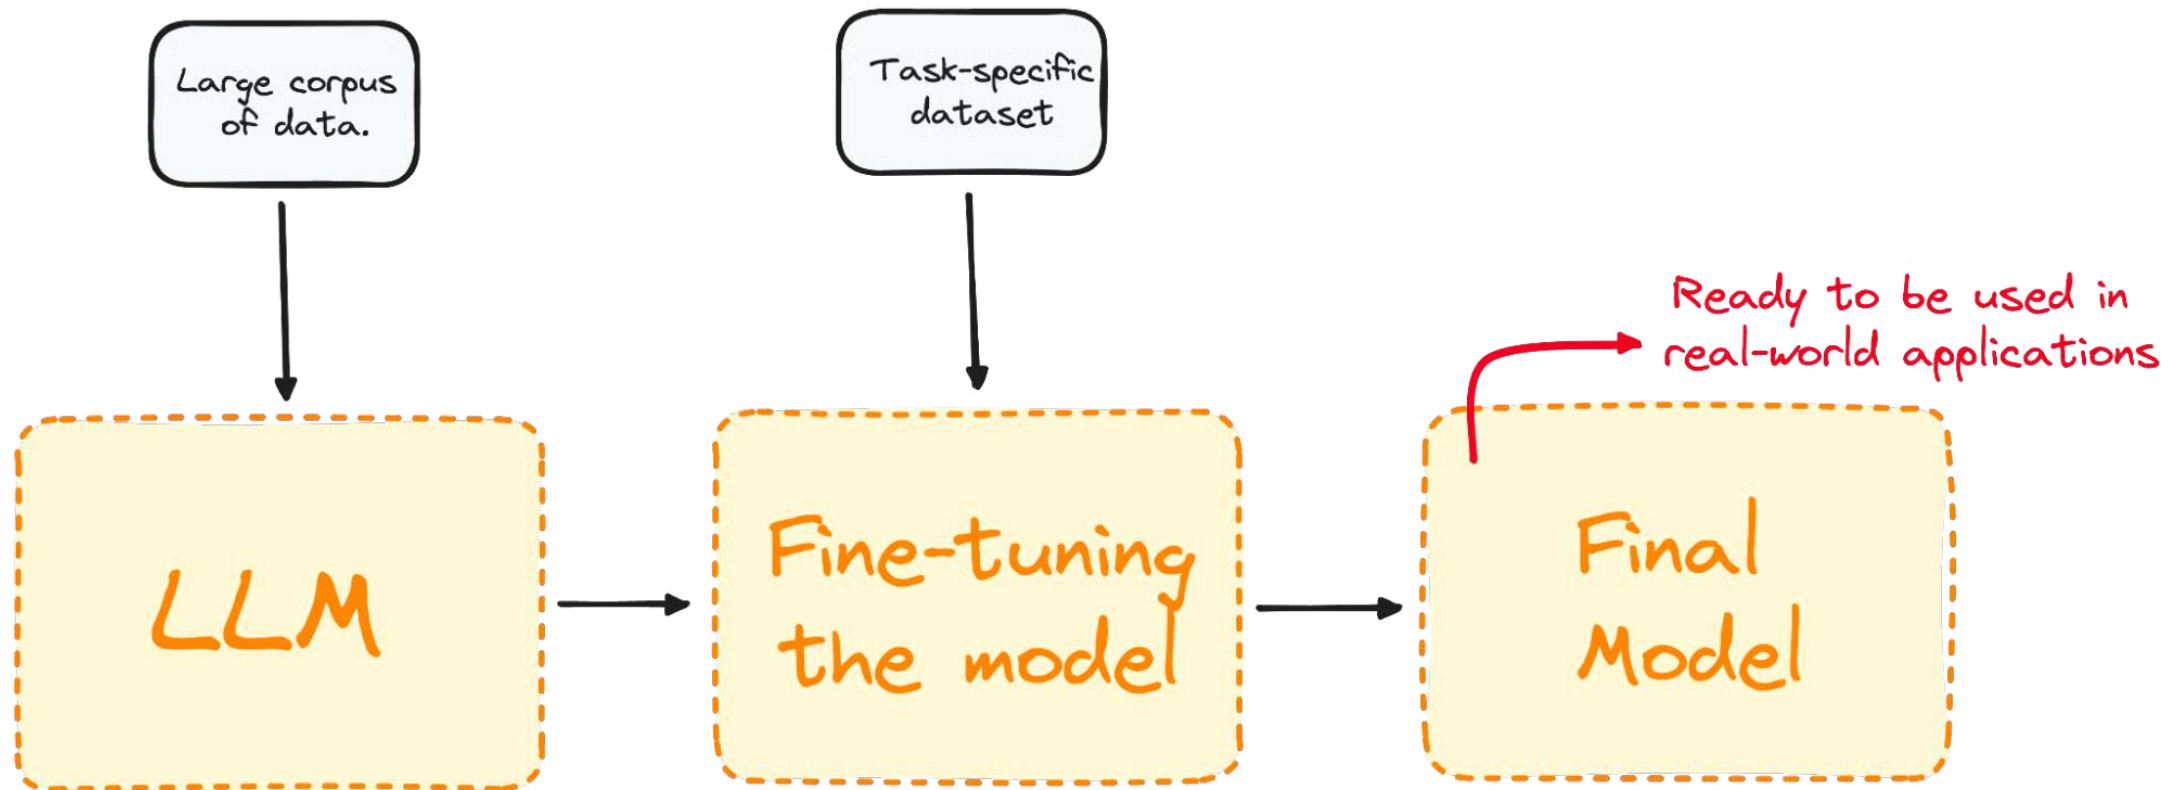 Large corpus
of data.
Task-specific
dataset
Ready to be used in
real-world applications
LLM
Fine-tuning
the model
Final
Model